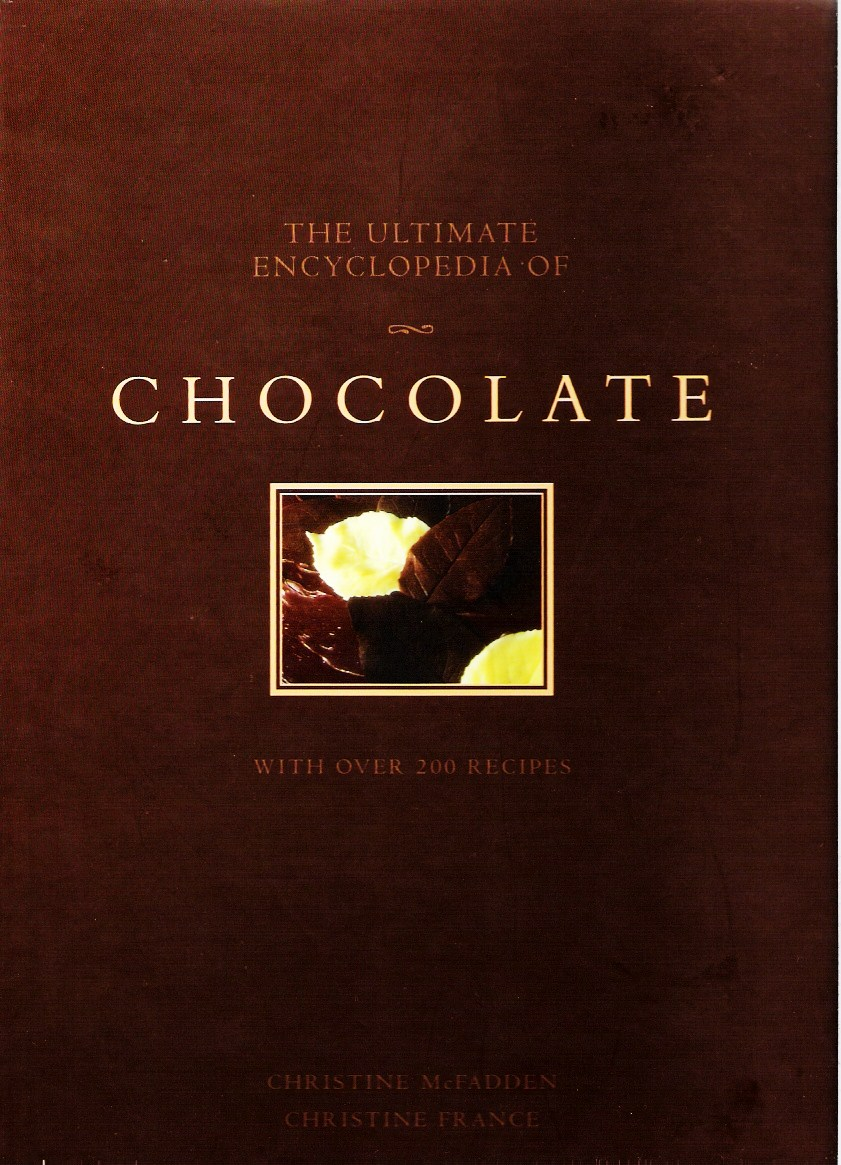 THE ULTIMATE
ENCYCLOPEDIA OF
CHOCOLATE
WITH OVER 200 RECIPES
CHRISTINE McFADDEN
CHRISTINE FRANCE